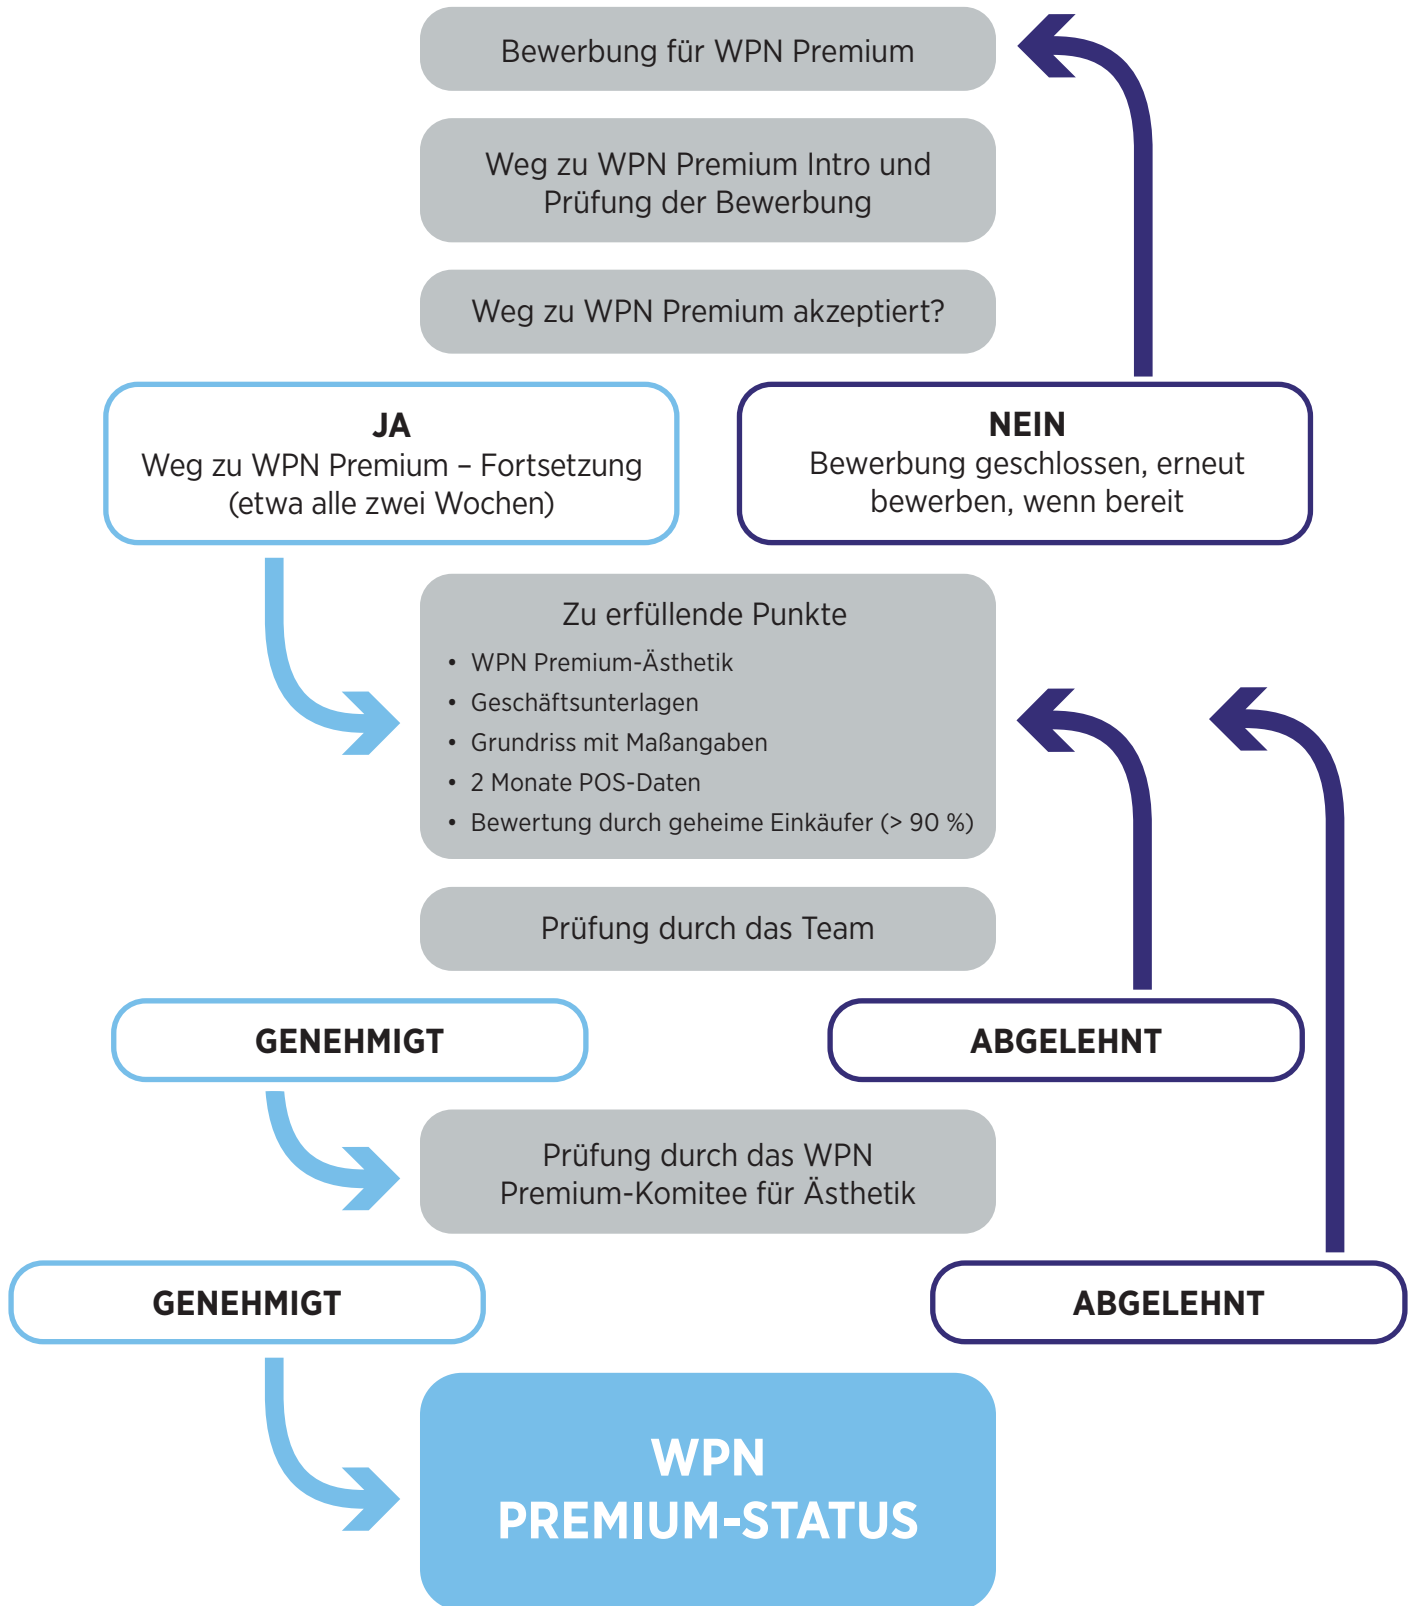 Bewerbung für WPN Premium
Weg zu WPN Premium Intro und
Prüfung der Bewerbung
Weg zu WPN Premium akzeptiert?
JA
Weg zu WPN Premium – Fortsetzung
(etwa alle zwei Wochen)
NEIN
Bewerbung geschlossen, erneut
bewerben, wenn bereit
Zu erfüllende Punkte
• WPN Premium-Ästhetik
• Geschäftsunterlagen
• Grundriss mit Maßangaben
• 2 Monate POS-Daten
• Bewertung durch geheime Einkäufer (> 90 %)
Prüfung durch das Team
GENEHMIGT
ABGELEHNT
Prüfung durch das WPN
Premium-Komitee für Ästhetik
GENEHMIGT
ABGELEHNT
WPN
PREMIUM-STATUS